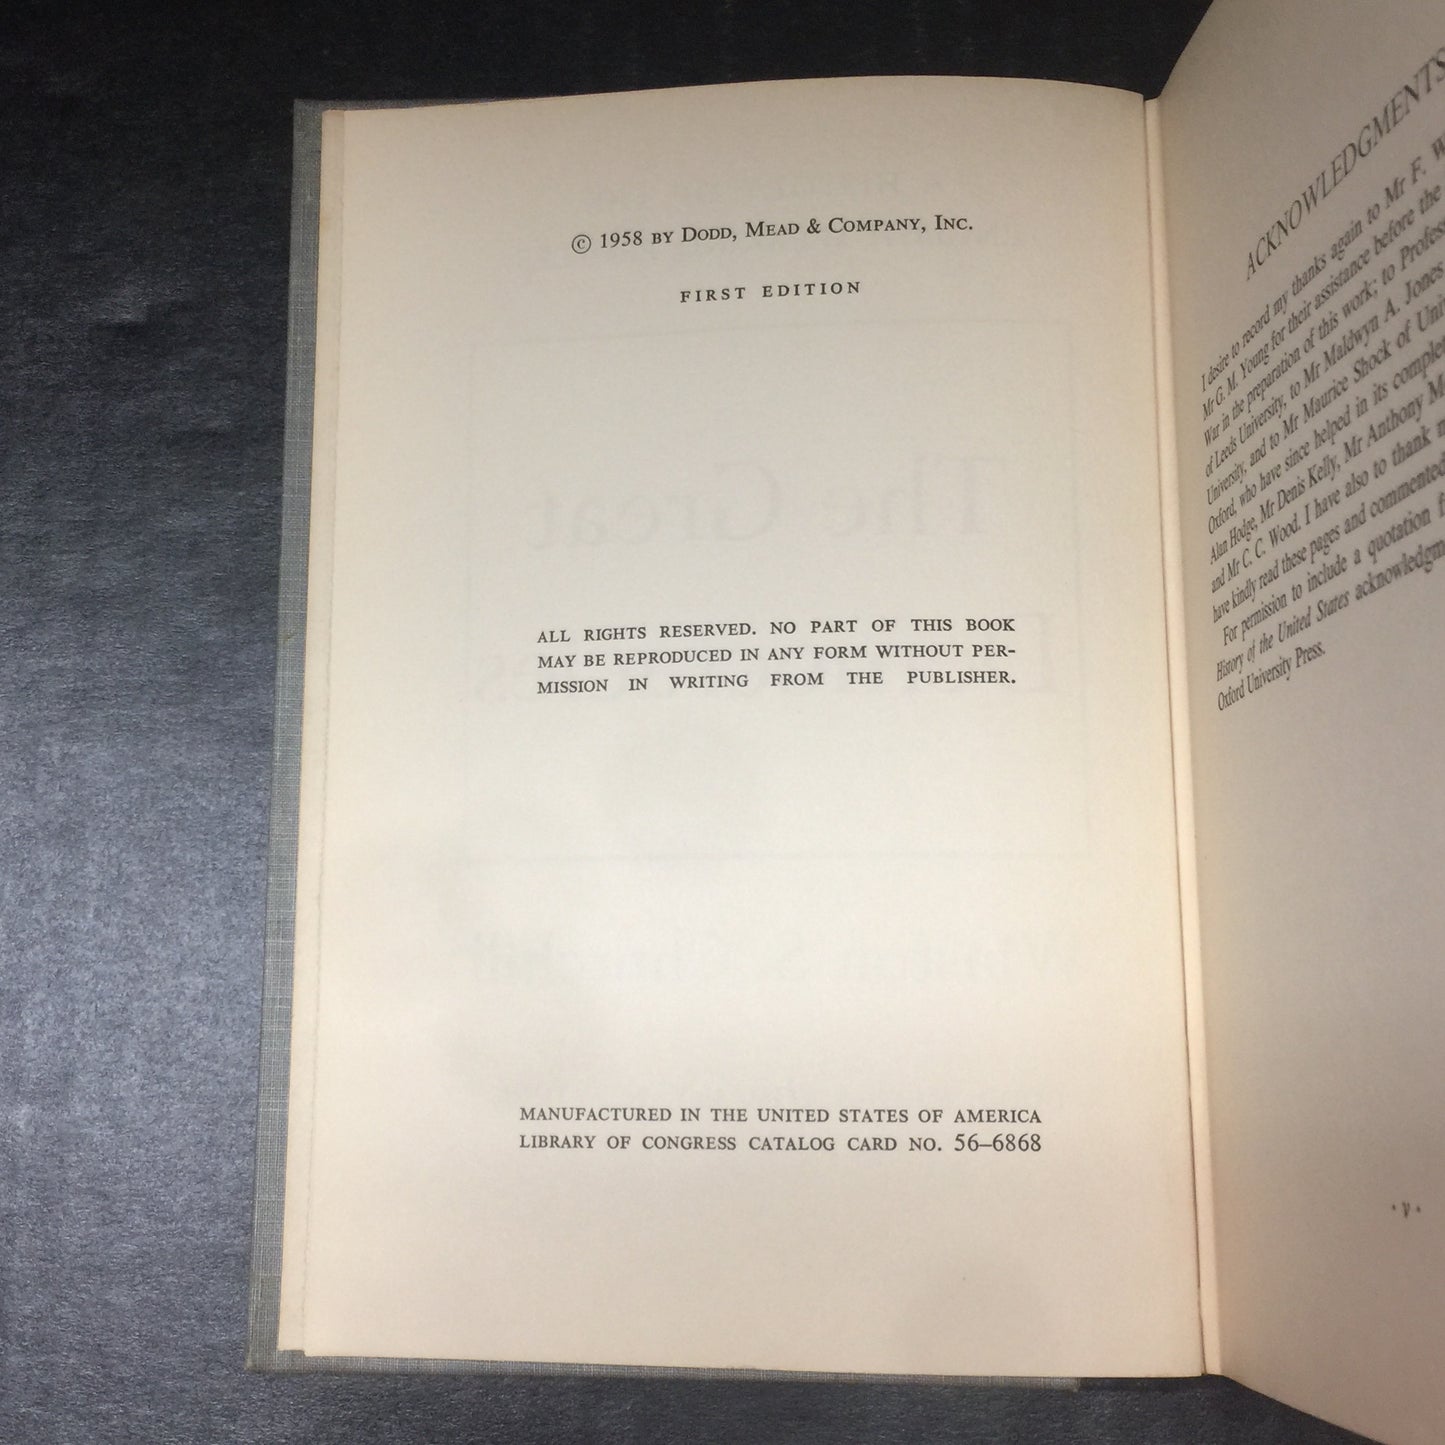 © 1958 BY DODD, MEAD & COMPANY, INC.
FIRST EDITION
ALL RIGHTS RESERVED. NO PART OF THIS BOOK
MAY BE REPRODUCED IN ANY FORM WITHOUT PER-
MISSION IN WRITING FROM THE PUBLISHER.
MANUFACTURED IN THE UNITED STATES OF AMERICA
LIBRARY OF CONGRESS CATALOG CARD NO. 56–6868
ACKNOWLEDGMENTS
I desire to record my thanks again to Mr F. W
Mr G. M. Young for their assistance before the
War in the preparation of this work; to Profess
of Leeds University, to Mr Maldwyn A. Jones
University, and to Mr Maurice Shock of Uni
Oxford, who have since helped in its complet
Alan Hodge, Mr Denis Kelly, Mr Anthony M
and Mr C. C. Wood. I have also to thank
have kindly read these pages and commented
For permission to include a quotation f
History of the United States acknowledgm
Oxford University Press.
· v ·